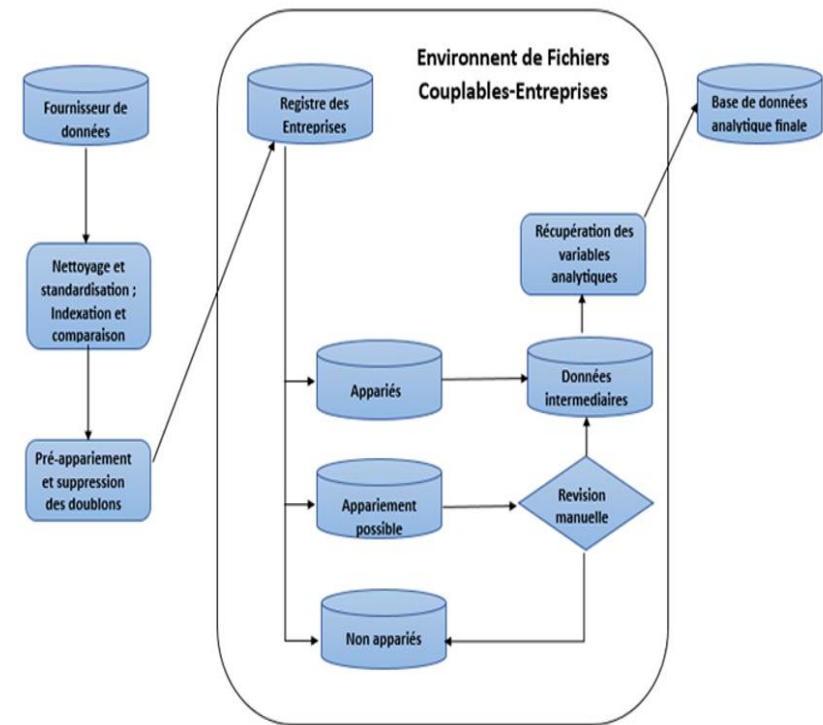 Environnent de Fichiers
Couplables-Entreprises
Fournisseur de
données
Registre des
Entreprises
Base de données
analytique finale
Nettoyage et
standardisation ;
Indexation et
comparaison
Récupération des
variables
analytiques
Appariés
Données
intermediaires
Pré-appariement
et suppression
des doublons
Appariement
possible
Revision
manuelle
Non appariés